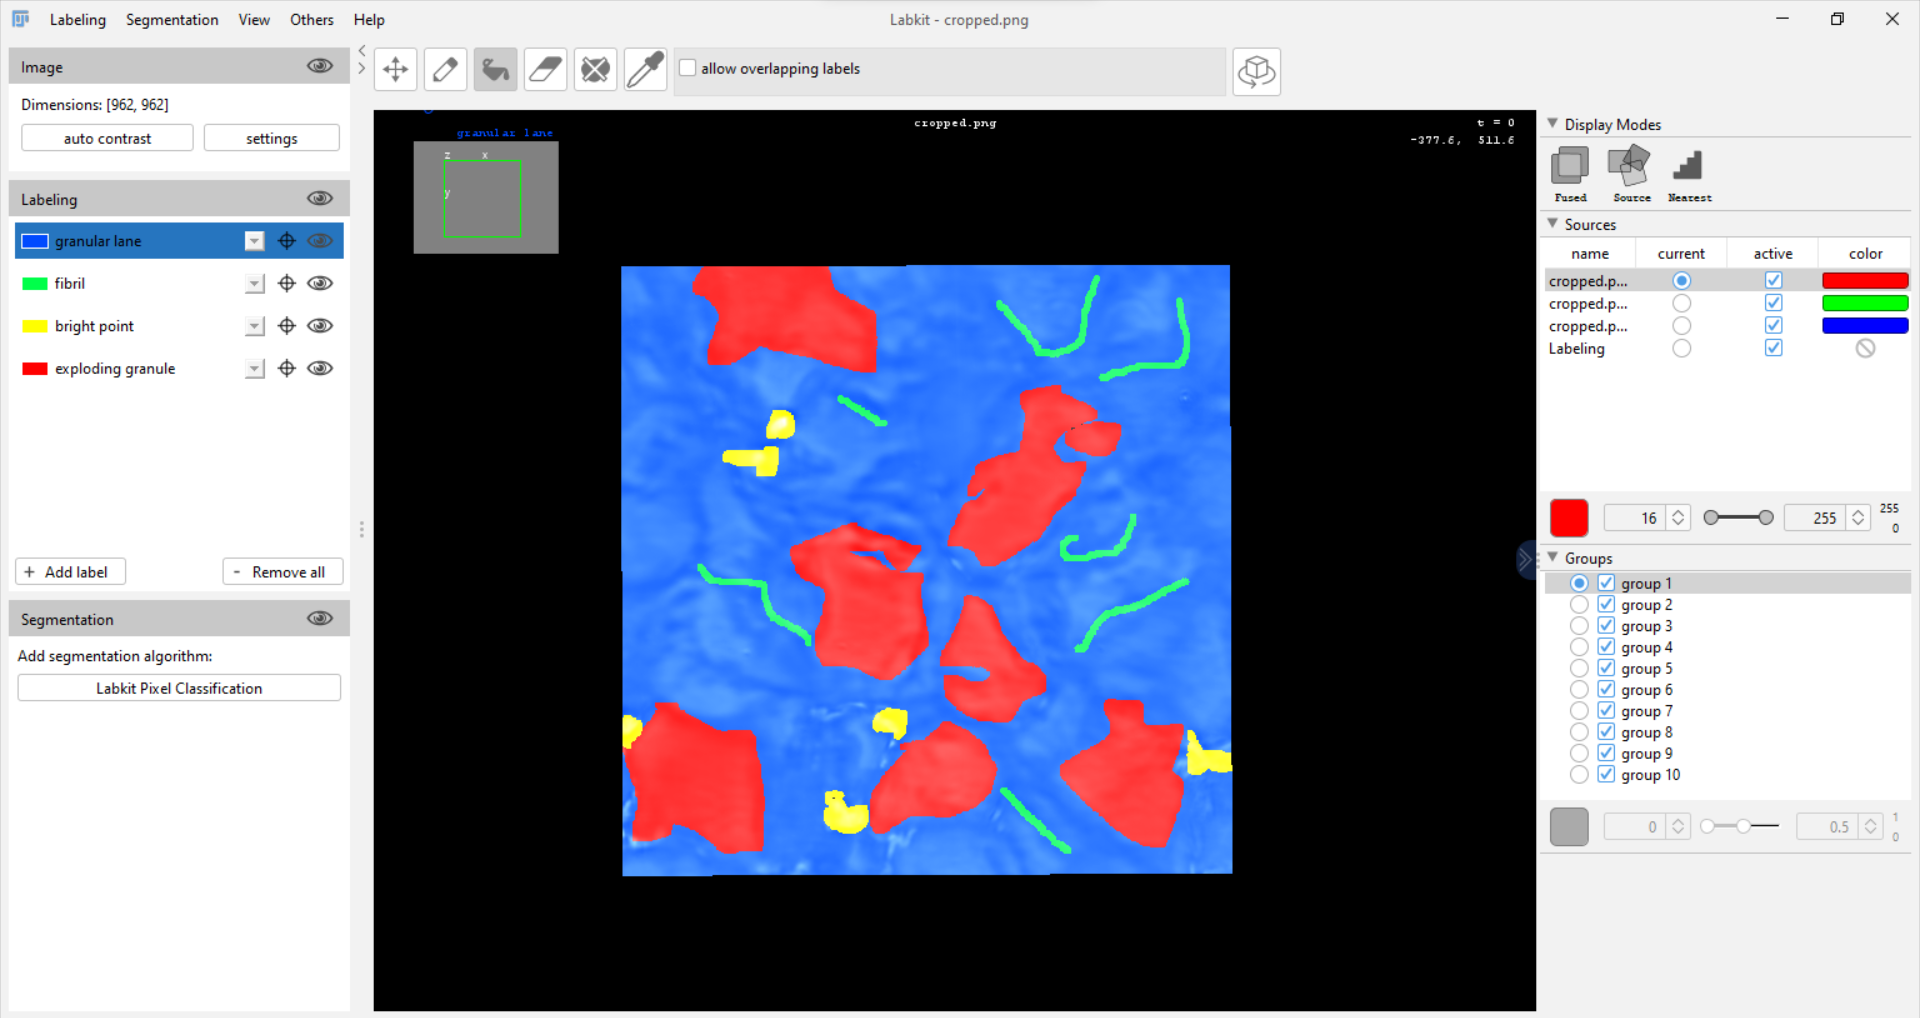 Labeling Segmentation View Others Help
Labkit - cropped.png
Image
Dimensions: [962, 962]
auto contrast
settings
Labeling
granular lane
fibril
bright point
exploding granule
+ Add label
- Remove all
Segmentation
Add segmentation algorithm:
Labkit Pixel Classification
allow overlapping labels
granular lane
z x
y
cropped.png
t = 0
-377.6, 511.6
Display Modes
Fused Source Nearest
Sources
name current active color
cropped.p...
cropped.p...
cropped.p...
Labeling
16
255
255
0
Groups
group 1
group 2
group 3
group 4
group 5
group 6
group 7
group 8
group 9
group 10
0
0.5
1
0